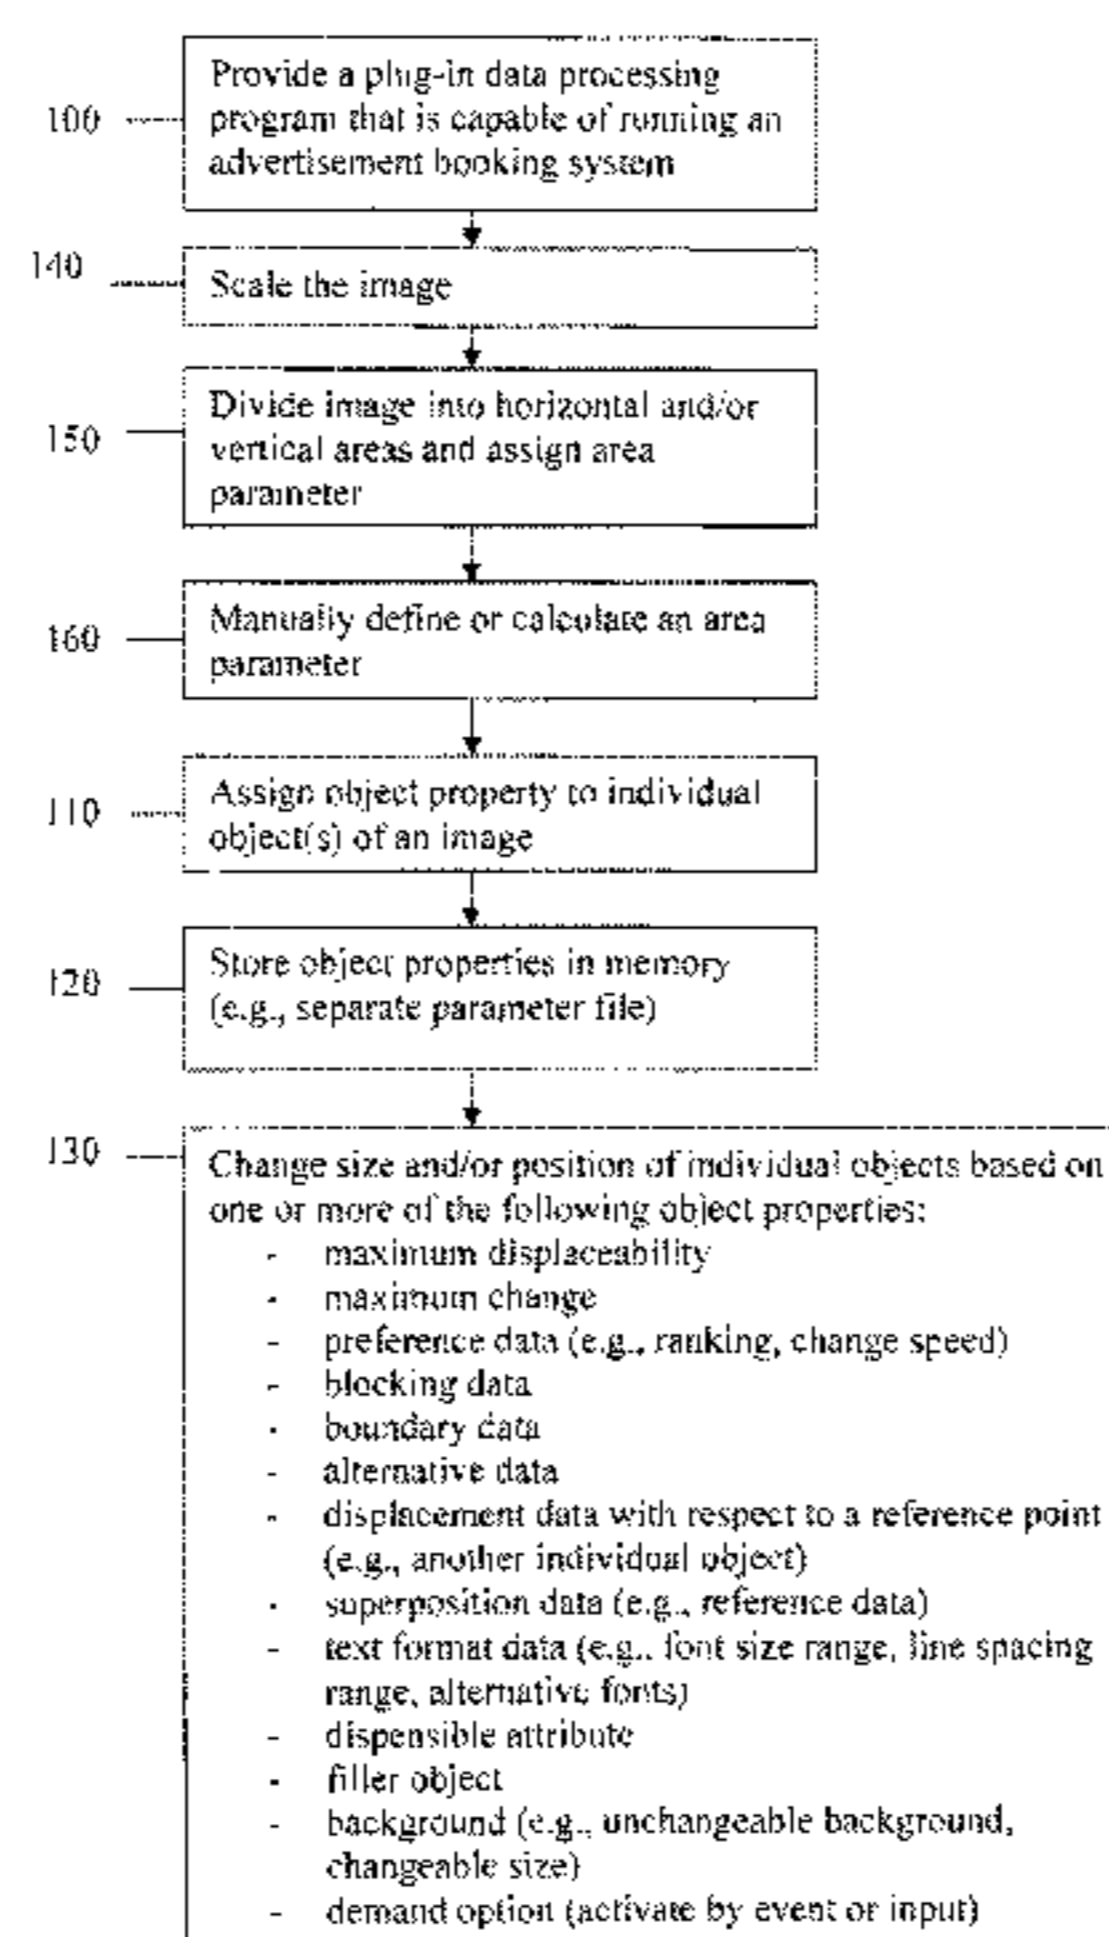 100
Provide a plug-in data processing
program that is capable of running an
advertisement booking system
140
Scale the image
150
Divide image into horizontal and/or
vertical areas and assign area
parameter
160
Manually define or calculate an area
parameter
110
Assign object property to individual
object(s) of an image
120
Store object properties in memory
(e.g., separate parameter file)
130
Change size and/or position of individual objects based on
one or more of the following object properties:
- maximum displaceability
- maximum change
- preference data (e.g., ranking, change speed)
- blocking data
- boundary data
- alternative data
- displacement data with respect to a reference point
(e.g., another individual object)
- superposition data (e.g., reference data)
- text format data (e.g., font size range, line spacing
range, alternative fonts)
- dispensible attribute
- filler object
- background (e.g., unchangeable background,
changeable size)
- demand option (activate by event or input)